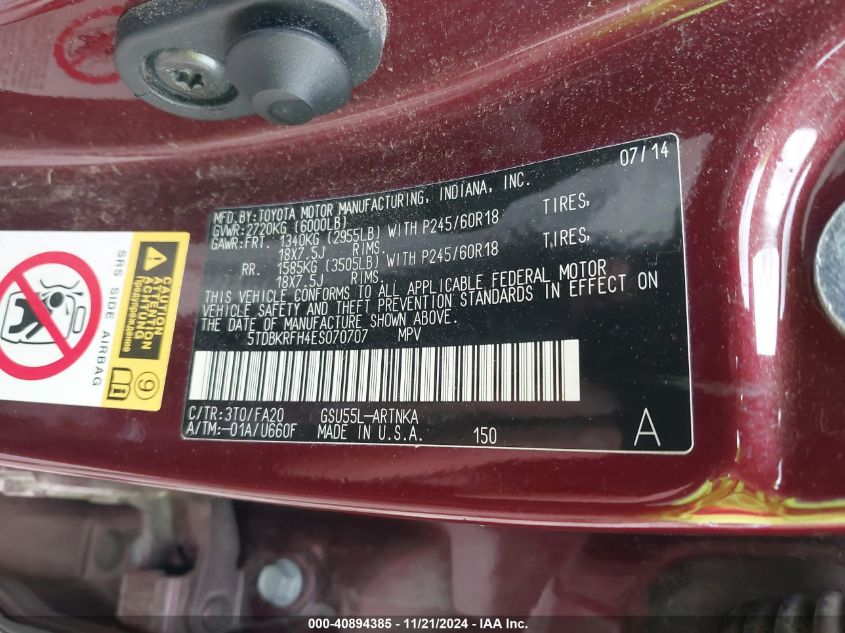 07/14
MFD.BY:TOYOTA MOTOR MANUFACTURING, INDIANA, INC.
GVWR:2720KG (6000LB)
GAWR:FRT. 1340KG (2955LB) WITH P245/60R18 TIRES,
18X7.5J RIMS,
RR. 1585KG (3505LB) WITH P245/60R18 TIRES,
18X7.5J RIMS.
THIS VEHICLE CONFORMS TO ALL APPLICABLE FEDERAL MOTOR
VEHICLE SAFETY AND THEFT PREVENTION STANDARDS IN EFFECT ON
THE DATE OF MANUFACTURE SHOWN ABOVE.
5TDBKRFH4ES070707 MPV
C/TR:3T0/FA20 GSU55L-ARTNKA
A/TM:-01A/U660F MADE IN U.S.A. 150 A
SRS SIDE AIRBAG
CAUTION
ACHTUNG
9
000-40894385 - 11/21/2024 - IAA Inc.